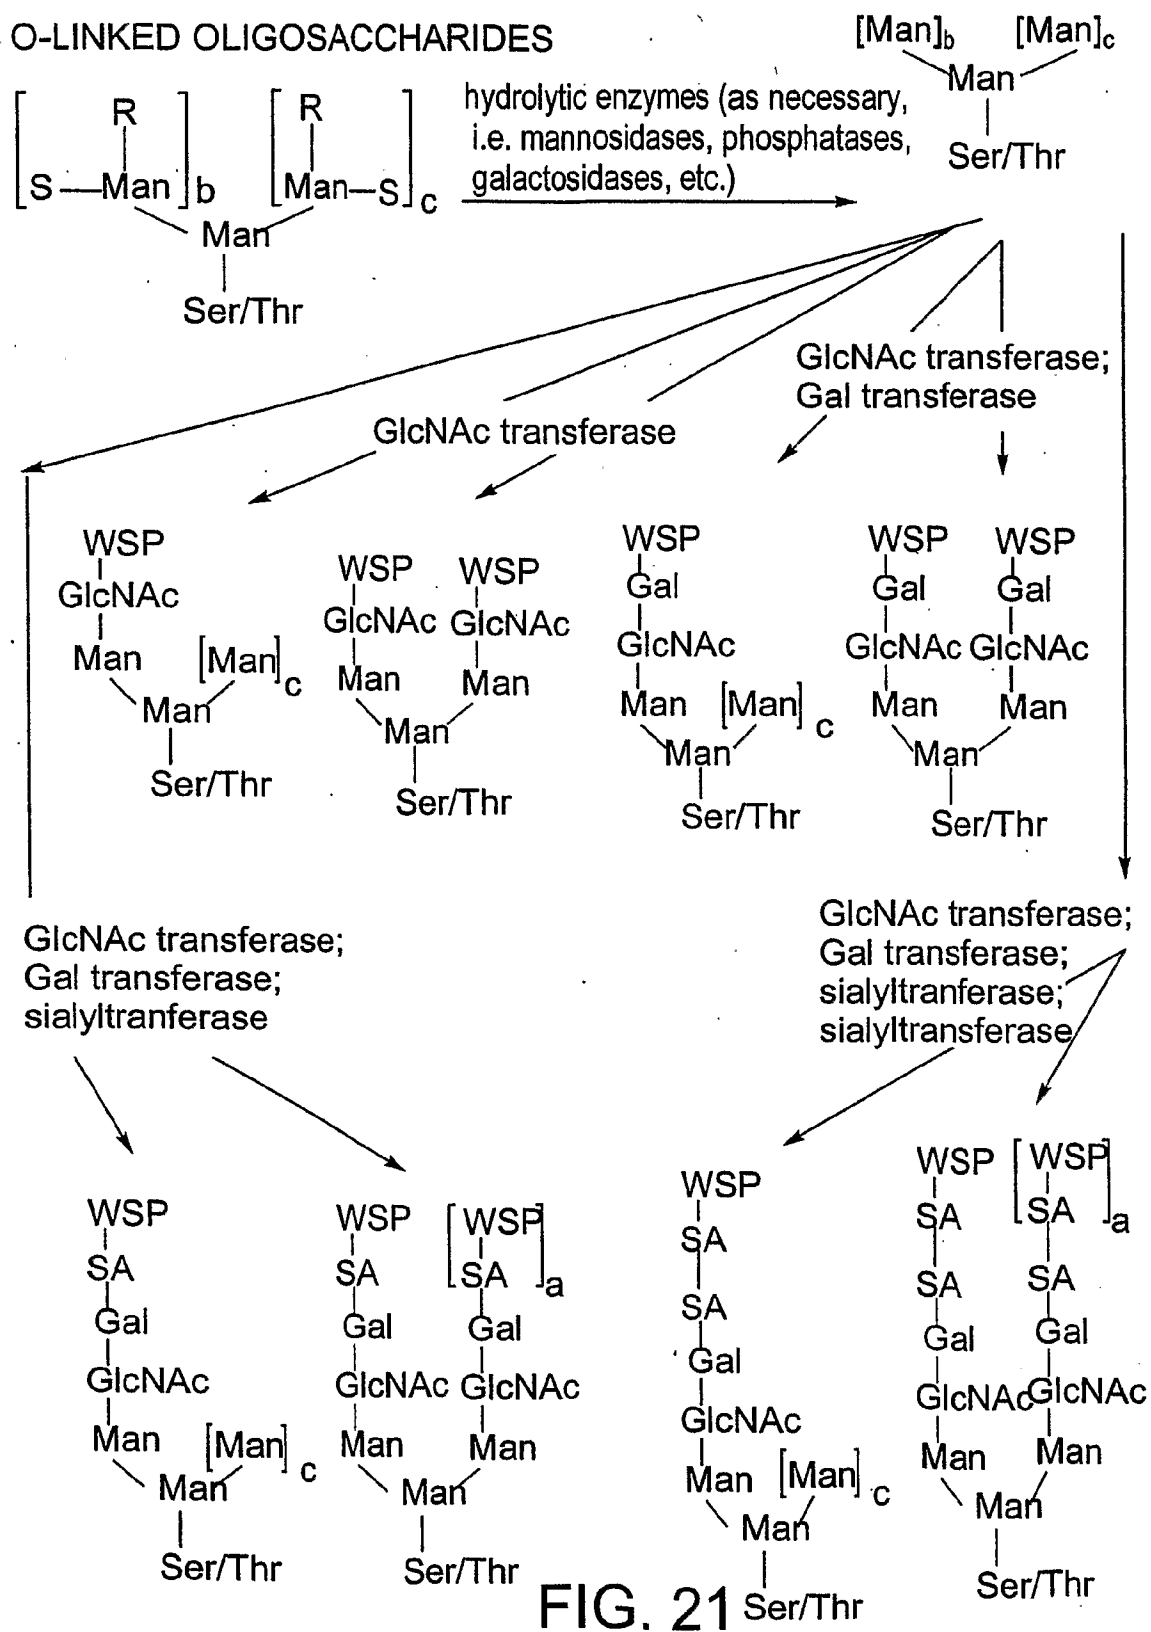 O-LINKED OLIGOSACCHARIDES
[Man]b [Man]c
Man
Ser/Thr
R R
[S—Man]b [Man—S]c
Man
Ser/Thr
hydrolytic enzymes (as necessary,
i.e. mannosidases, phosphatases,
galactosidases, etc.)
GlcNAc transferase;
Gal transferase
GlcNAc transferase
WSP
GlcNAc
Man [Man]c
Man
Ser/Thr
WSP WSP
GlcNAc GlcNAc
Man Man
Man
Ser/Thr
WSP
Gal
GlcNAc
Man [Man]c
Man
Ser/Thr
WSP WSP
Gal Gal
GlcNAc GlcNAc
Man Man
Man
Ser/Thr
GlcNAc transferase;
Gal transferase;
sialyltranferase
GlcNAc transferase;
Gal transferase;
sialyltranferase;
sialyltransferase
WSP
SA
Gal
GlcNAc
Man [Man]c
Man
Ser/Thr
WSP [WSP
SA SA]a
Gal Gal
GlcNAc GlcNAc
Man Man
Man
Ser/Thr
WSP
SA
SA
Gal
GlcNAc
Man [Man]c
Man
Ser/Thr
WSP [WSP
SA SA]a
SA SA
Gal Gal
GlcNAc GlcNAc
Man Man
Man
Ser/Thr
FIG. 21